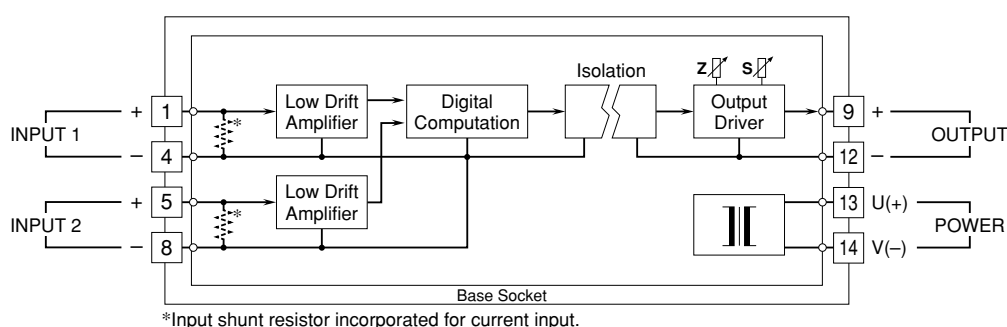 Isolation
Z S
Low Drift
Amplifier
Digital
Computation
Output
Driver
INPUT 1
+ 1
– 4
9 +
12 –
OUTPUT
Low Drift
Amplifier
INPUT 2
+ 5
– 8
*
*
13 U(+)
14 V(–)
POWER
Base Socket
*Input shunt resistor incorporated for current input.